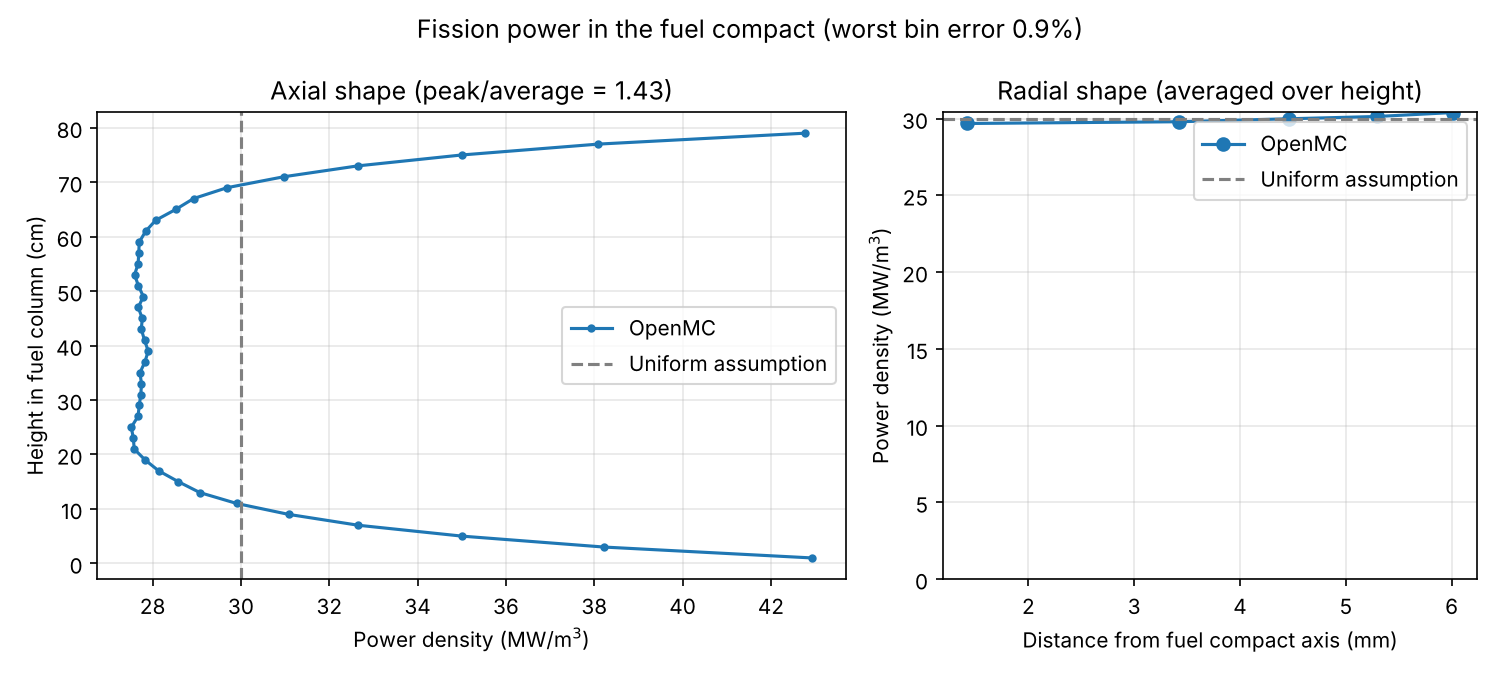 Fission power in the fuel compact (worst bin error 0.9%)
Axial shape (peak/average = 1.43)
80
70
60
50
40
30
20
10
0
Height in fuel column (cm)
OpenMC
Uniform assumption
28
30
32
34
36
38
40
42
Power density (MW/m³)
Radial shape (averaged over height)
30
25
20
15
10
5
0
Power density (MW/m³)
OpenMC
Uniform assumption
2
3
4
5
6
Distance from fuel compact axis (mm)